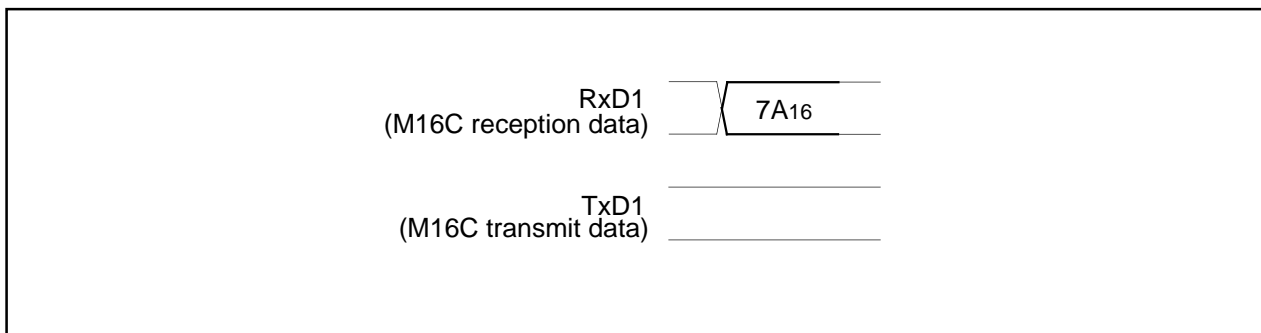 RxD1
(M16C reception data)
7A16
TxD1
(M16C transmit data)